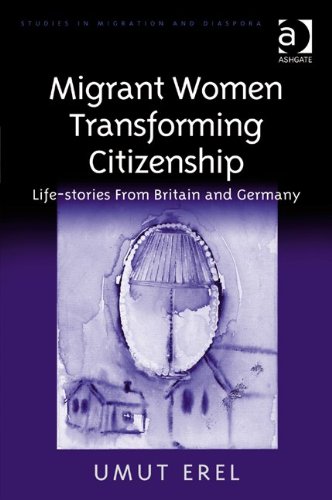 STUDIES IN MIGRATION AND DIASPORA
a
ASHGATE
Migrant Women
Transforming
Citizenship
Life-stories From Britain and Germany
UMUT EREL